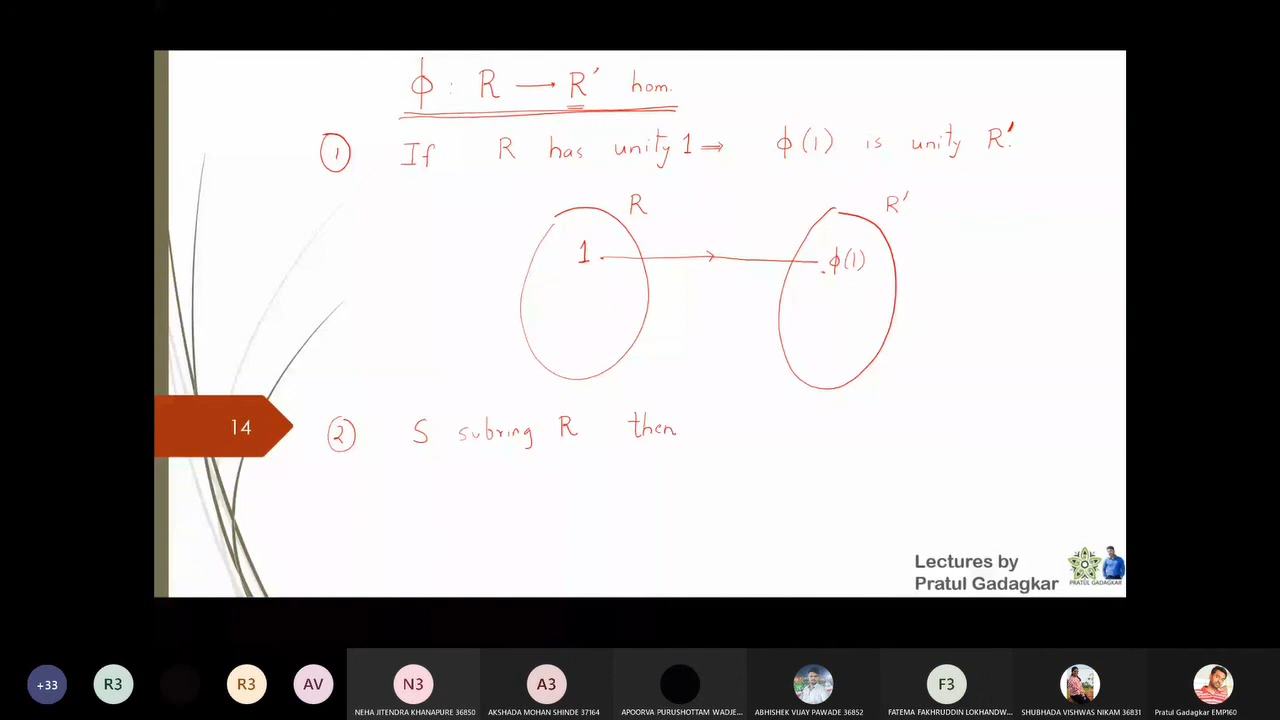 ϕ : R → R′ hom.
① If R has unity 1 ⇒ ϕ(1) is unity R′.
R R′
1 ϕ(1)
14
② S subring R then
Lectures by
Pratul Gadagkar
PRATUL GADAGKAR
+33 R3 R3 AV N3 A3 F3
NEHA JITENDRA KHANAPURE 36850 AKSHADA MOHAN SHINDE 37164 APOORVA PURUSHOTTAM WADJE... ABHISHEK VIJAY PAWADE 36852 FATEMA FAKHRUDDIN LOKHANDW... SHUBHADA VISHWAS NIKAM 36831 Pratul Gadagkar EMP160